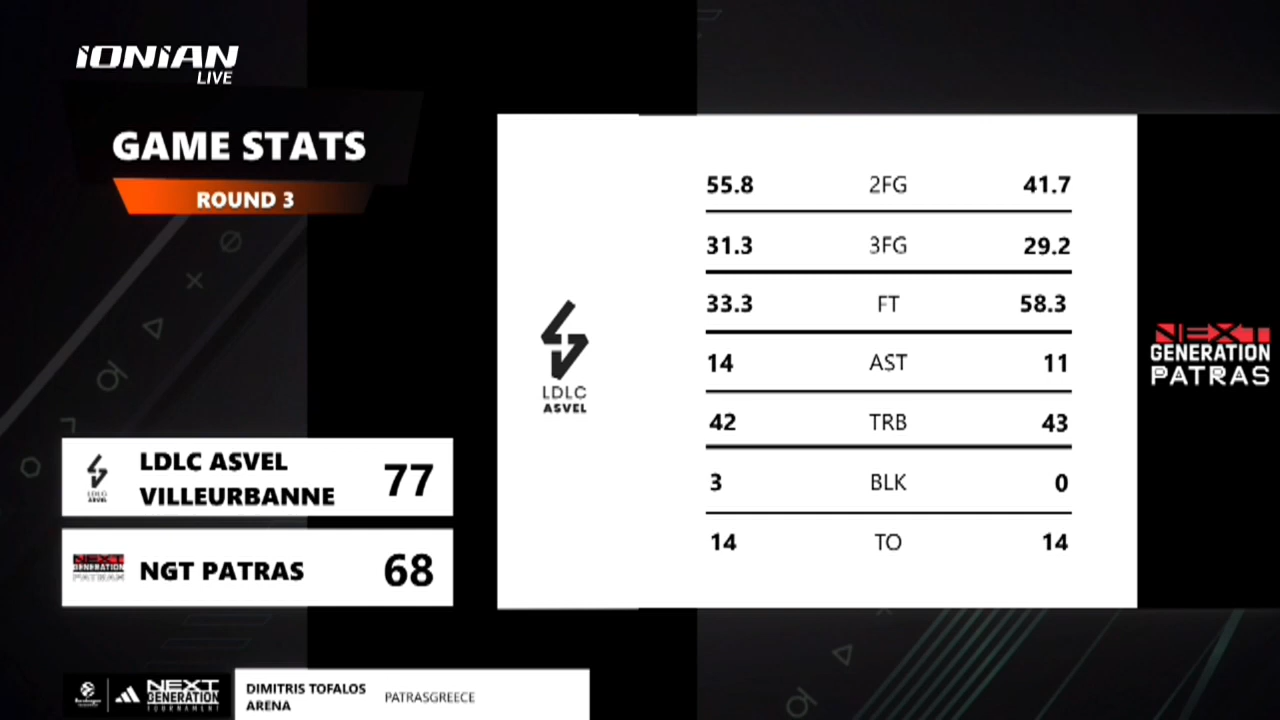 IONIAN
LIVE
GAME STATS
ROUND 3
LDLC ASVEL
VILLEURBANNE
77
NGT PATRAS
68
LDLC
ASVEL
55.8 2FG 41.7
31.3 3FG 29.2
33.3 FT 58.3
14 AST 11
42 TRB 43
3 BLK 0
14 TO 14
NEXT
GENERATION
PATRAS
NEXT
GENERATION
TOURNAMENT
DIMITRIS TOFALOS
ARENA
PATRASGREECE